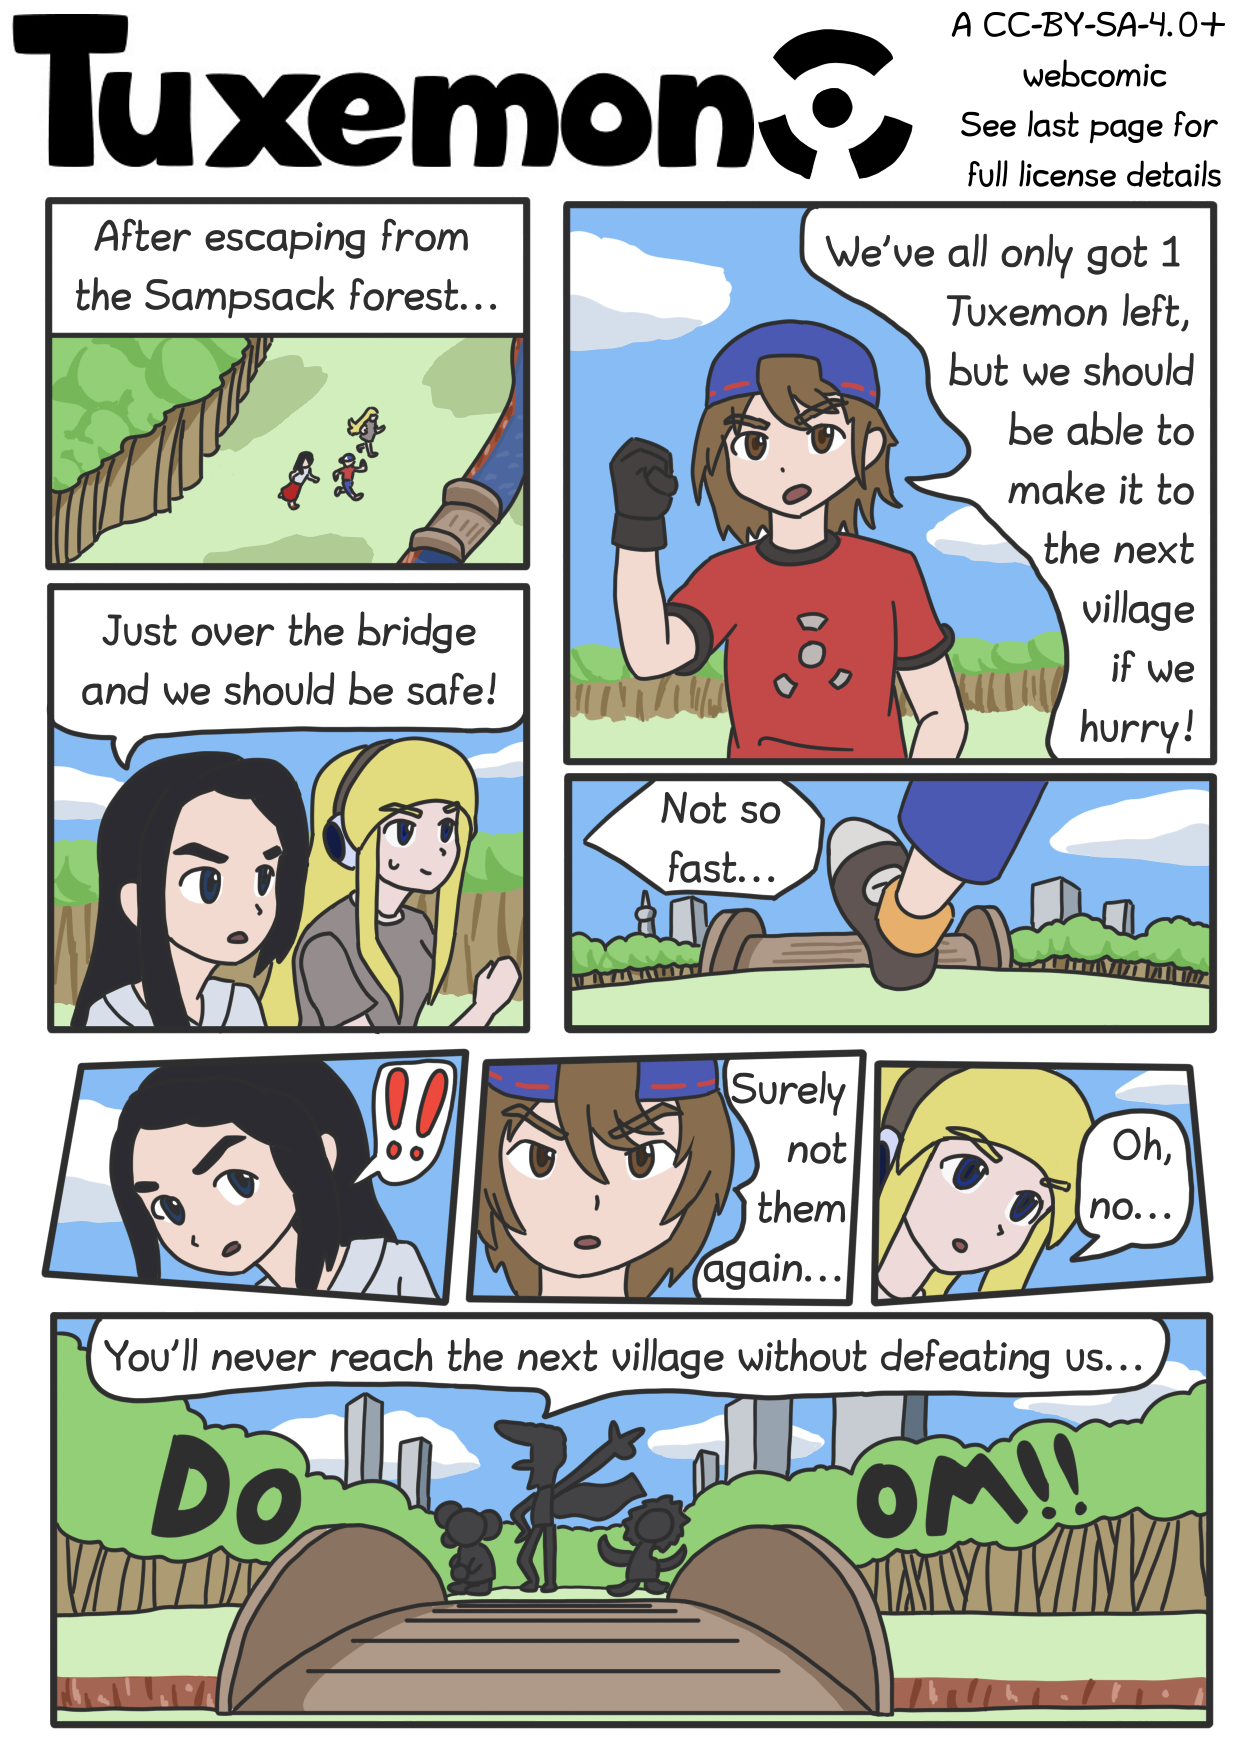 Tuxemon
A CC-BY-SA-4.0+
webcomic
See last page for
full license details
After escaping from
the Sampsack forest...
We've all only got 1
Tuxemon left,
but we should
be able to
make it to
the next
village
if we
hurry!
Just over the bridge
and we should be safe!
Not so
fast...
!!
Surely
not
them
again...
Oh,
no...
You'll never reach the next village without defeating us...
DOOM!!